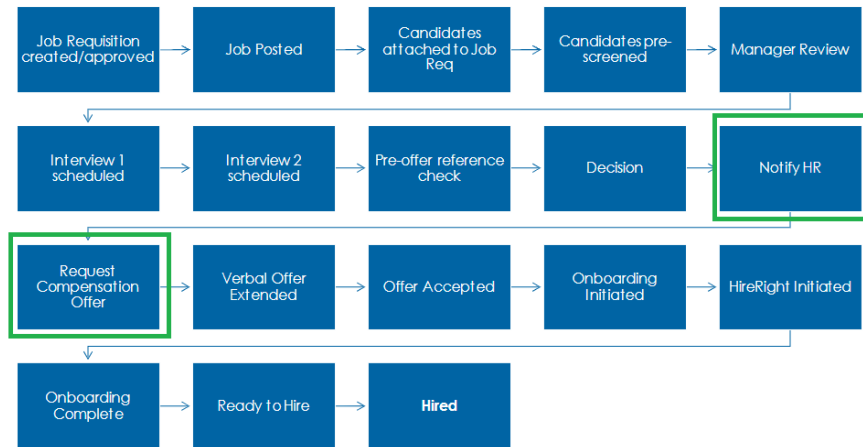 Job Requisition
created/approved
Job Posted
Candidates
attached to Job
Req
Candidates pre-
screened
Manager Review
Interview 1
scheduled
Interview 2
scheduled
Pre-offer reference
check
Decision
Notify HR
Request
Compensation
Offer
Verbal Offer
Extended
Offer Accepted
Onboarding
Initiated
HireRight Initiated
Onboarding
Complete
Ready to Hire
Hired